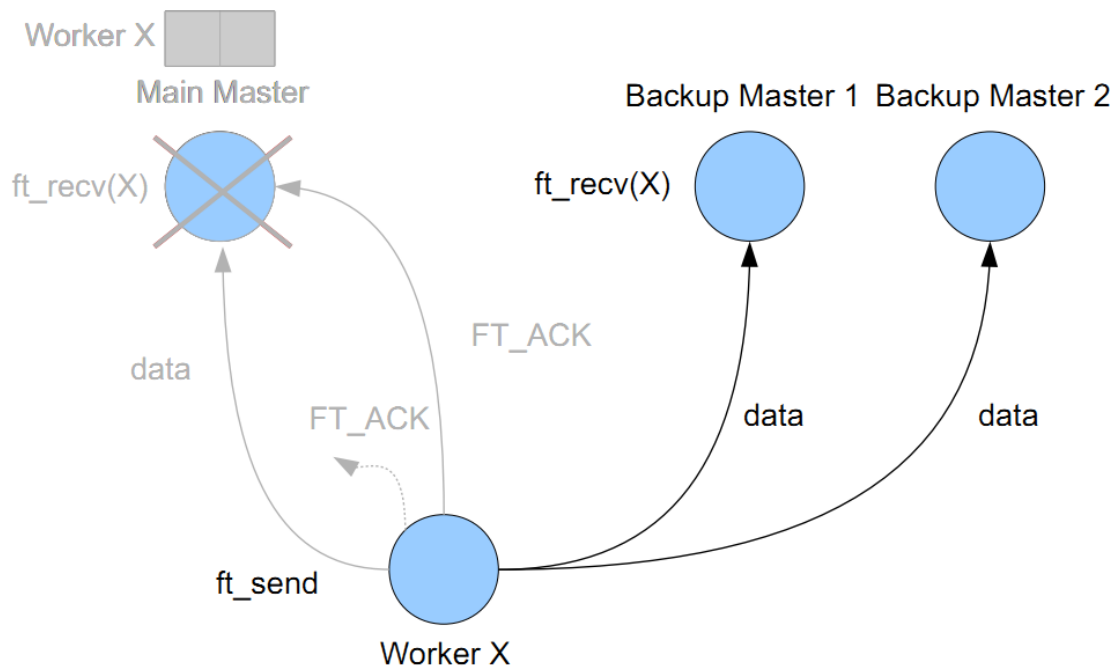 Worker X
Main Master
Backup Master 1
Backup Master 2
ft_recv(X)
ft_recv(X)
FT_ACK
data
FT_ACK
data
data
ft_send
Worker X